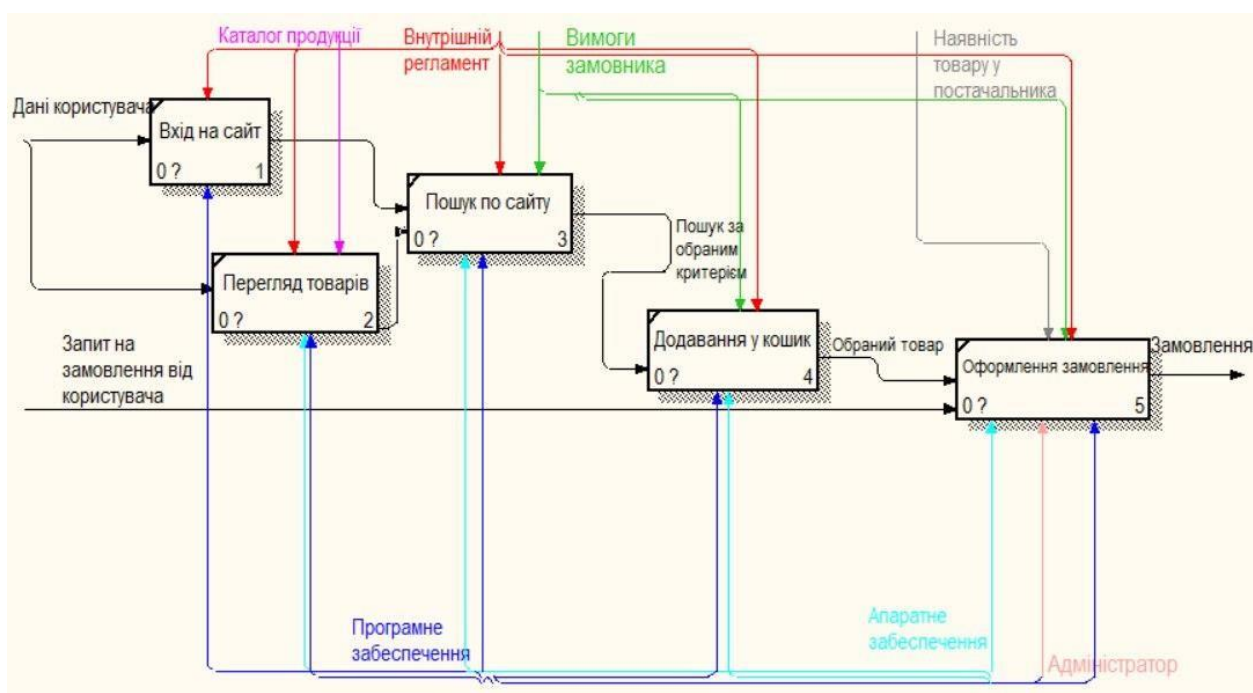 Каталог продукції
Внутрішній
регламент
Вимоги
замовника
Наявність
товару у
постачальника
Дані користувача
Вхід на сайт
0 ?
1
Пошук по сайту
0 ?
3
Пошук за
обраним
критерієм
Перегляд товарів
0 ?
2
Запит на
замовлення від
користувача
Додавання у кошик
0 ?
4
Обраний товар
Оформлення замовлення
0 ?
5
Замовлення
Програмне
забеспечення
Апаратне
забеспечення
Адміністратор